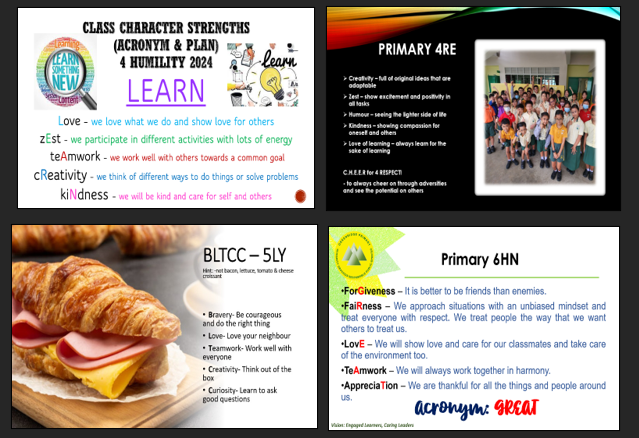 CLASS CHARACTER STRENGTHS
(ACRONYM & PLAN)
4 HUMILITY 2024
Learning
LEARN
SOMETHING
NEW
Content
Learn
LEARN
Love - we love what we do and show love for others
zEst - we participate in different activities with lots of energy
teAmwork - we work well with others towards a common goal
cReativity - we think of different ways to do things or solve problems
kiNdness - we will be kind and care for self and others
PRIMARY 4RE
Creativity – full of original ideas that are
adaptable
Zest – show excitement and positivity in
all tasks
Humour – seeing the lighter side of life
Kindness – showing compassion for
oneself and others
Love of learning – always learn for the
sake of learning
C.H.E.E.R for 4 RESPECT!
- to always cheer on through adversities
and see the potential on others
BLTCC – 5LY
Hint: -not bacon, lettuce, tomato & cheese
croissant
• Bravery- Be courageous
and do the right thing
• Love- Love your neighbour
• Teamwork- Work well with
everyone
• Creativity- Think out of the
box
• Curiosity- Learn to ask
good questions
Primary 6HN
•ForGiveness – It is better to be friends than enemies.
•FaiRness – We approach situations with an unbiased mindset and
treat everyone with respect. We treat people the way that we want
others to treat us.
•LovE – We will show love and care for our classmates and take care
of the environment too.
•TeAmwork – We will always work together in harmony.
•AppreciaTion – We are thankful for all the things and people around
us.
acronym: GREAT
Vision: Engaged Learners, Caring Leaders